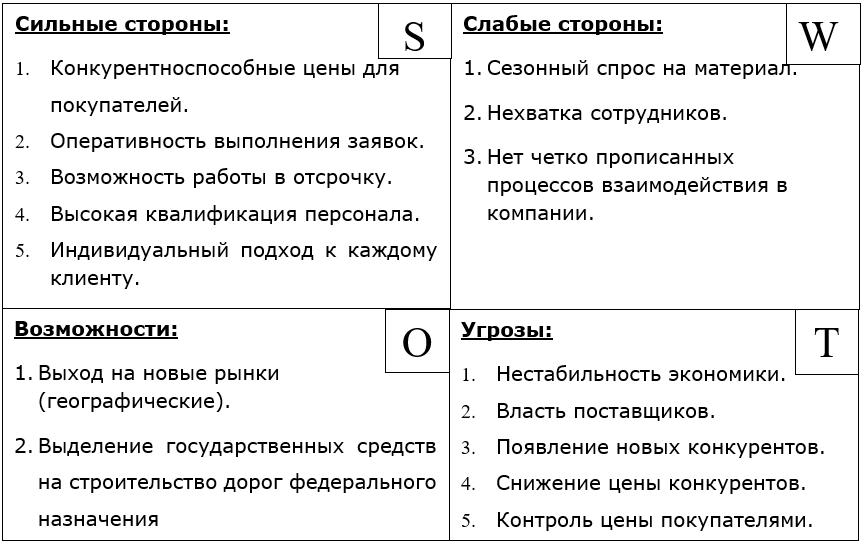 Сильные стороны:
S
1. Конкурентноспособные цены для
покупателей.
2. Оперативность выполнения заявок.
3. Возможность работы в отсрочку.
4. Высокая квалификация персонала.
5. Индивидуальный подход к каждому
клиенту.
Слабые стороны:
W
1. Сезонный спрос на материал.
2. Нехватка сотрудников.
3. Нет четко прописанных
процессов взаимодействия в
компании.
Возможности:
O
1. Выход на новые рынки
(географические).
2. Выделение государственных средств
на строительство дорог федерального
назначения
Угрозы:
T
1. Нестабильность экономики.
2. Власть поставщиков.
3. Появление новых конкурентов.
4. Снижение цены конкурентов.
5. Контроль цены покупателями.